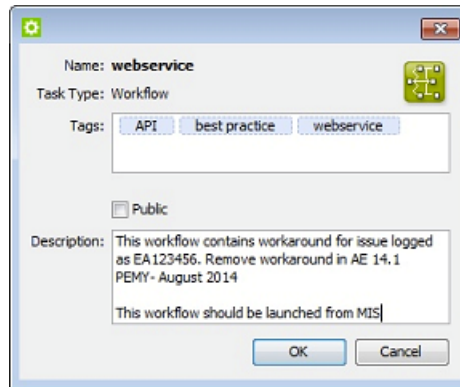 Name: webservice
Task Type: Workflow
Tags: API best practice webservice
Public
Description: This workflow contains workaround for issue logged
as EA123456. Remove workaround in AE 14.1
PEMY- August 2014
This workflow should be launched from MIS
OK Cancel